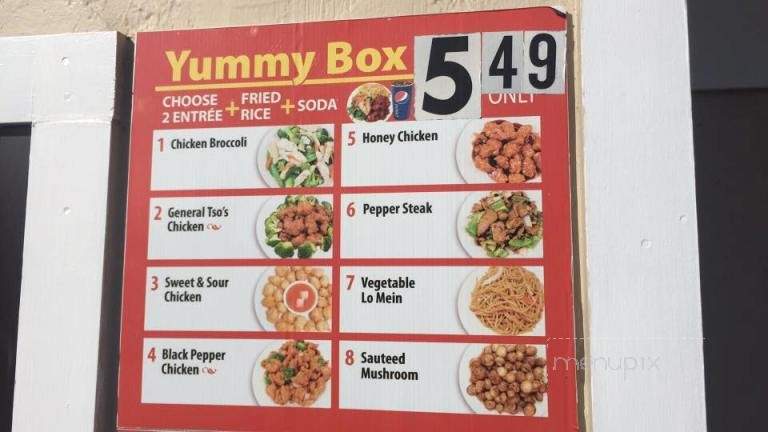 Yummy Box 5 49
CHOOSE
2 ENTRÉE + FRIED
RICE + SODA
ONLY
1 Chicken Broccoli
2 General Tso's
Chicken
3 Sweet & Sour
Chicken
4 Black Pepper
Chicken
5 Honey Chicken
6 Pepper Steak
7 Vegetable
Lo Mein
8 Sauteed
Mushroom
menupix